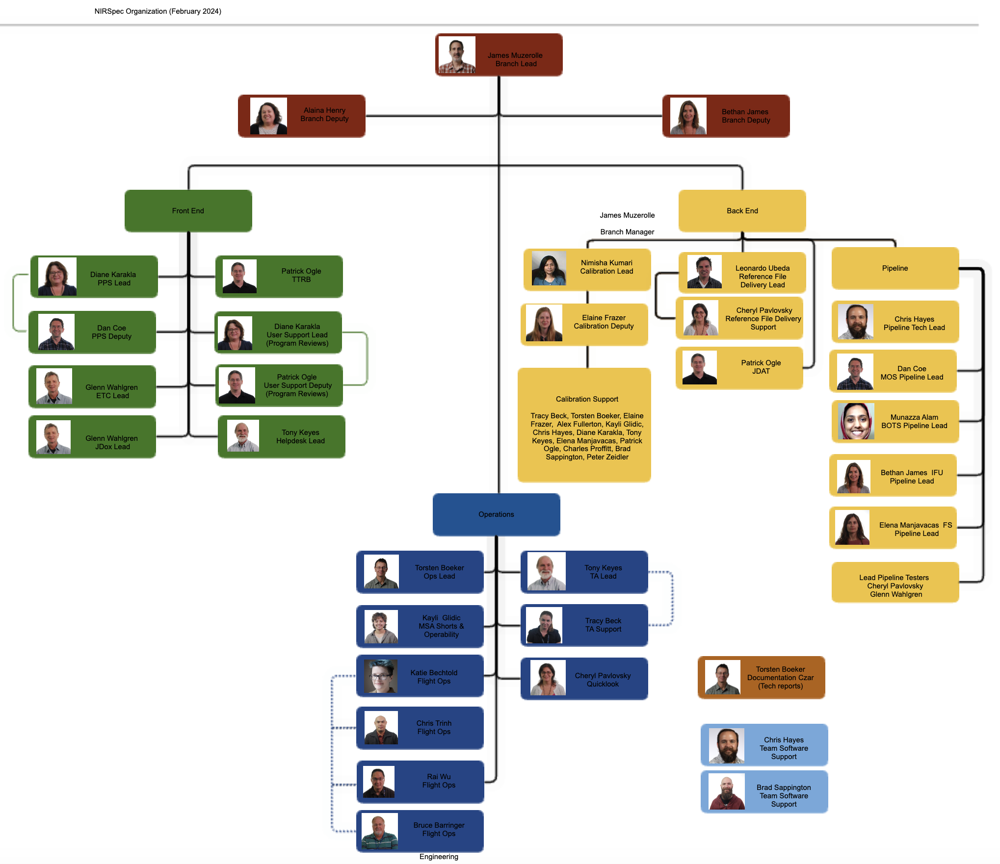 NIRSpec Organization (February 2024)
James Muzerolle
Branch Lead
Alaina Henry
Branch Deputy
Bethan James
Branch Deputy
Front End
Back End
James Muzerolle
Branch Manager
Diane Karakla
PPS Lead
Patrick Ogle
TTRB
Dan Coe
PPS Deputy
Diane Karakla
User Support Lead
(Program Reviews)
Glenn Wahlgren
ETC Lead
Patrick Ogle
User Support Deputy
(Program Reviews)
Glenn Wahlgren
JDox Lead
Tony Keyes
Helpdesk Lead
Nimisha Kumari
Calibration Lead
Elaine Frazer
Calibration Deputy
Calibration Support
Tracy Beck, Torsten Boeker, Elaine
Frazer,  Alex Fullerton, Kayli Glidic,
Chris Hayes, Diane Karakla, Tony
Keyes, Elena Manjavacas, Patrick
Ogle, Charles Proffitt, Brad
Sappington, Peter Zeidler
Leonardo Ubeda
Reference File
Delivery Lead
Cheryl Pavlovsky
Reference File Delivery
Support
Patrick Ogle
JDAT
Pipeline
Chris Hayes
Pipeline Tech Lead
Dan Coe
MOS Pipeline Lead
Munazza Alam
BOTS Pipeline Lead
Bethan James  IFU
Pipeline Lead
Elena Manjavacas  FS
Pipeline Lead
Lead Pipeline Testers
Cheryl Pavlovsky
Glenn Wahlgren
Operations
Torsten Boeker
Ops Lead
Tony Keyes
TA Lead
Kayli  Glidic
MSA Shorts &
Operability
Tracy Beck
TA Support
Katie Bechtold
Flight Ops
Cheryl Pavlovsky
Quicklook
Chris Trinh
Flight Ops
Rai Wu
Flight Ops
Bruce Barringer
Flight Ops
Engineering
Torsten Boeker
Documentation Czar
(Tech reports)
Chris Hayes
Team Software
Support
Brad Sappington
Team Software
Support